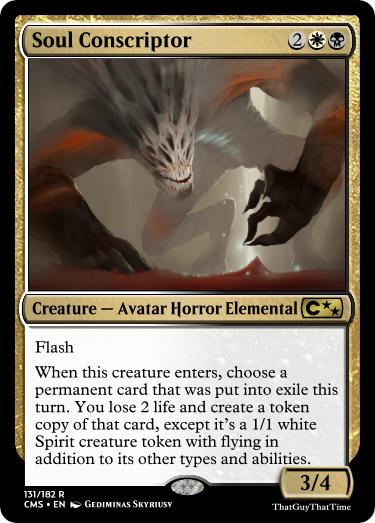 Soul Conscriptor 2
Creature — Avatar Horror Elemental C
Flash
When this creature enters, choose a
permanent card that was put into exile this
turn. You lose 2 life and create a token
copy of that card, except it's a 1/1 white
Spirit creature token with flying in
addition to its other types and abilities.
3/4
131/182 R
CMS • EN Gediminas Skyriusy
ThatGuyThatTime